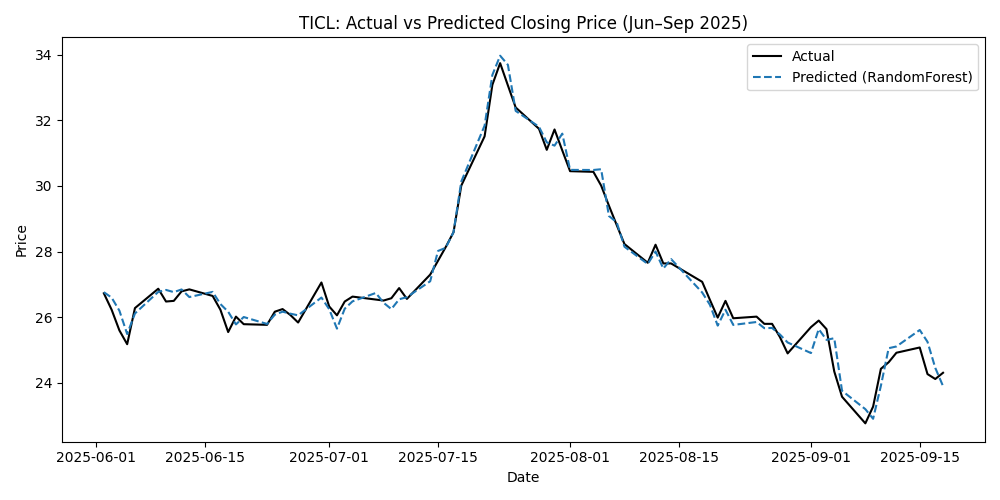 TICL: Actual vs Predicted Closing Price (Jun–Sep 2025)
Actual
Predicted (RandomForest)
Price
34
32
30
28
26
24
2025-06-01
2025-06-15
2025-07-01
2025-07-15
2025-08-01
2025-08-15
2025-09-01
2025-09-15
Date